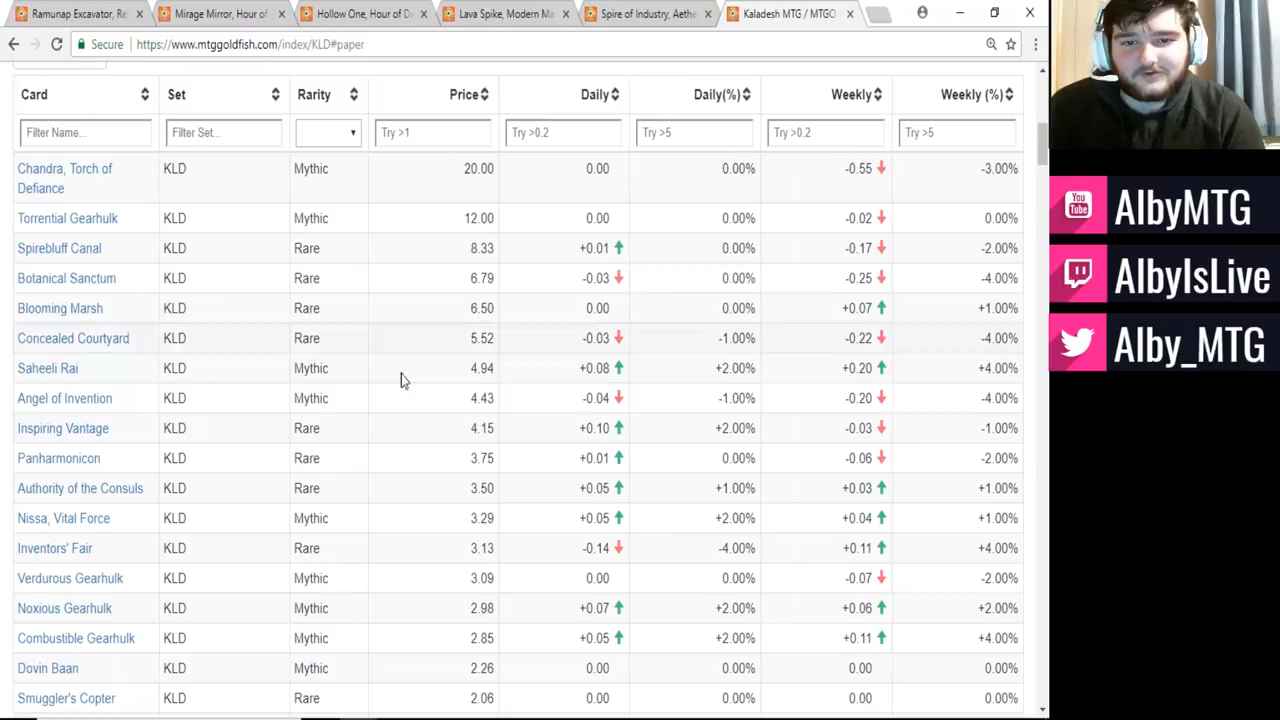 Ramunap Excavator, Re
Mirage Mirror, Hour of
Hollow One, Hour of De
Lava Spike, Modern Ma
Spire of Industry, Aethe
Kaladesh MTG / MTGO
Secure https://www.mtggoldfish.com/index/KLD#paper
Card Set Rarity Price Daily Daily(%) Weekly Weekly (%)
Filter Name... Filter Set... Try >1 Try >0.2 Try >5 Try >0.2 Try >5
Chandra, Torch of Defiance KLD Mythic 20.00 0.00 0.00% -0.55 -3.00%
Torrential Gearhulk KLD Mythic 12.00 0.00 0.00% -0.02 0.00%
Spirebluff Canal KLD Rare 8.33 +0.01 0.00% -0.17 -2.00%
Botanical Sanctum KLD Rare 6.79 -0.03 0.00% -0.25 -4.00%
Blooming Marsh KLD Rare 6.50 0.00 0.00% +0.07 +1.00%
Concealed Courtyard KLD Rare 5.52 -0.03 -1.00% -0.22 -4.00%
Saheeli Rai KLD Mythic 4.94 +0.08 +2.00% +0.20 +4.00%
Angel of Invention KLD Mythic 4.43 -0.04 -1.00% -0.20 -4.00%
Inspiring Vantage KLD Rare 4.15 +0.10 +2.00% -0.03 -1.00%
Panharmonicon KLD Rare 3.75 +0.01 0.00% -0.06 -2.00%
Authority of the Consuls KLD Rare 3.50 +0.05 +1.00% +0.03 +1.00%
Nissa, Vital Force KLD Mythic 3.29 +0.05 +2.00% +0.04 +1.00%
Inventors' Fair KLD Rare 3.13 -0.14 -4.00% +0.11 +4.00%
Verdurous Gearhulk KLD Mythic 3.09 0.00 0.00% -0.07 -2.00%
Noxious Gearhulk KLD Mythic 2.98 +0.07 +2.00% +0.06 +2.00%
Combustible Gearhulk KLD Mythic 2.85 +0.05 +2.00% +0.11 +4.00%
Dovin Baan KLD Mythic 2.26 0.00 0.00% 0.00 0.00%
Smuggler's Copter KLD Rare 2.06 0.00 0.00% 0.00 0.00%
You Tube AlbyMTG
AlbyIsLive
Alby_MTG